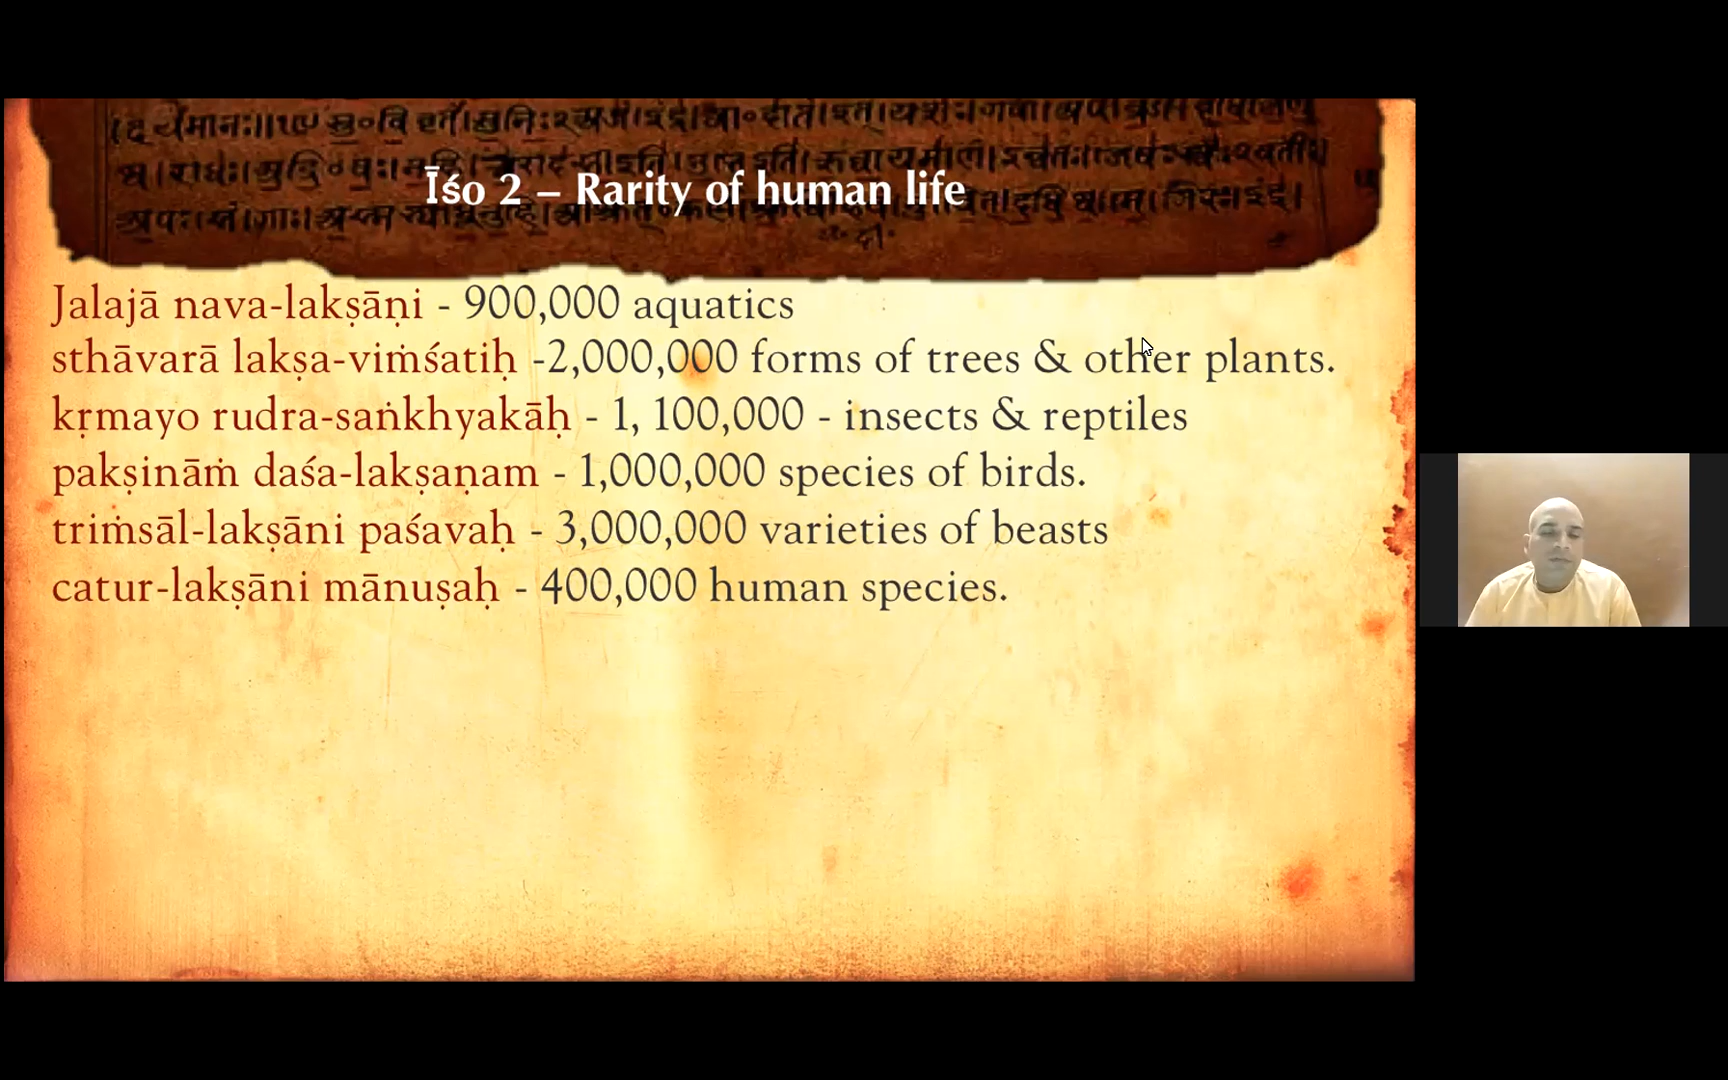 Īśo 2 – Rarity of human life
Jalajā nava-lakṣāṇi - 900,000 aquatics
sthāvarā lakṣa-viṁśatiḥ -2,000,000 forms of trees & other plants.
kṛmayo rudra-saṅkhyakāḥ - 1, 100,000 - insects & reptiles
pakṣināṁ daśa-lakṣaṇam - 1,000,000 species of birds.
triṁsāl-lakṣāni paśavaḥ - 3,000,000 varieties of beasts
catur-lakṣāni mānuṣaḥ - 400,000 human species.